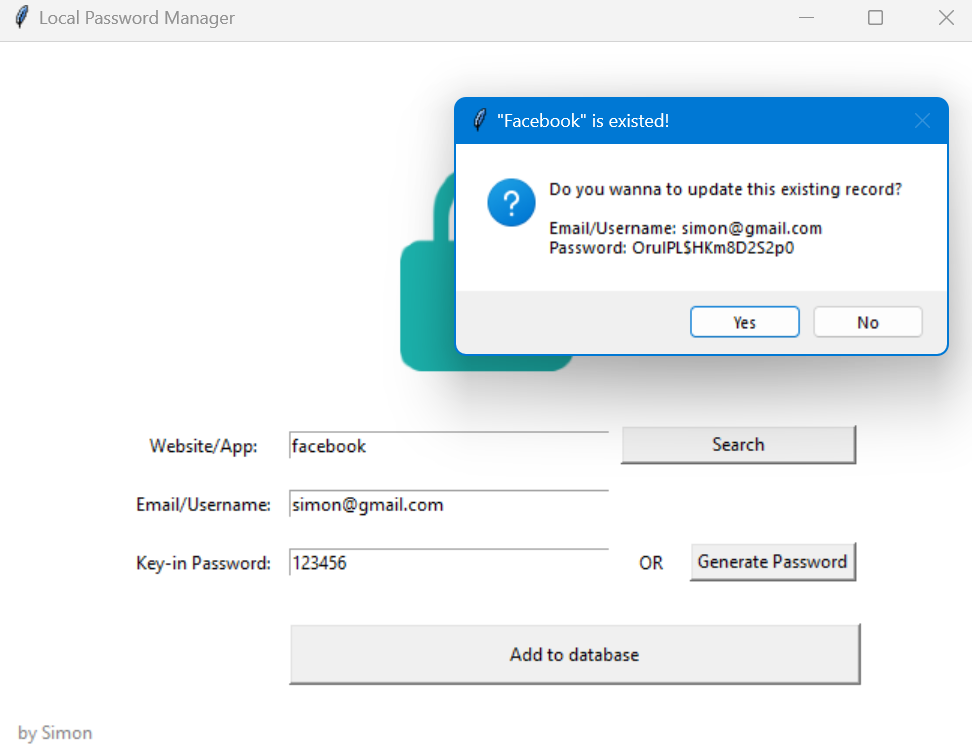 Local Password Manager
"Facebook" is existed!
Do you wanna to update this existing record?
Email/Username: simon@gmail.com
Password: OruIPL$HKm8D2S2p0
Yes
No
Website/App:
facebook
Search
Email/Username:
simon@gmail.com
Key-in Password:
123456
OR
Generate Password
Add to database
by Simon